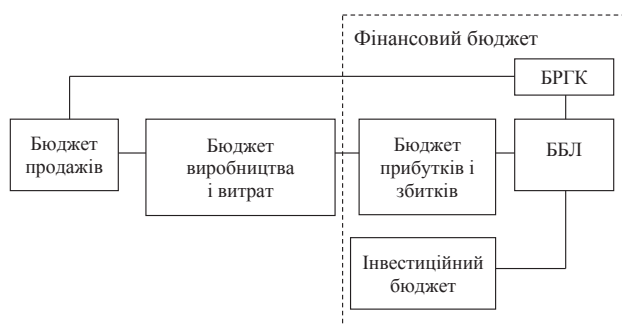 Фінансовий бюджет
БРГК
Бюджет
продажів
Бюджет
виробництва
і витрат
Бюджет
прибутків і
збитків
ББЛ
Інвестиційний
бюджет